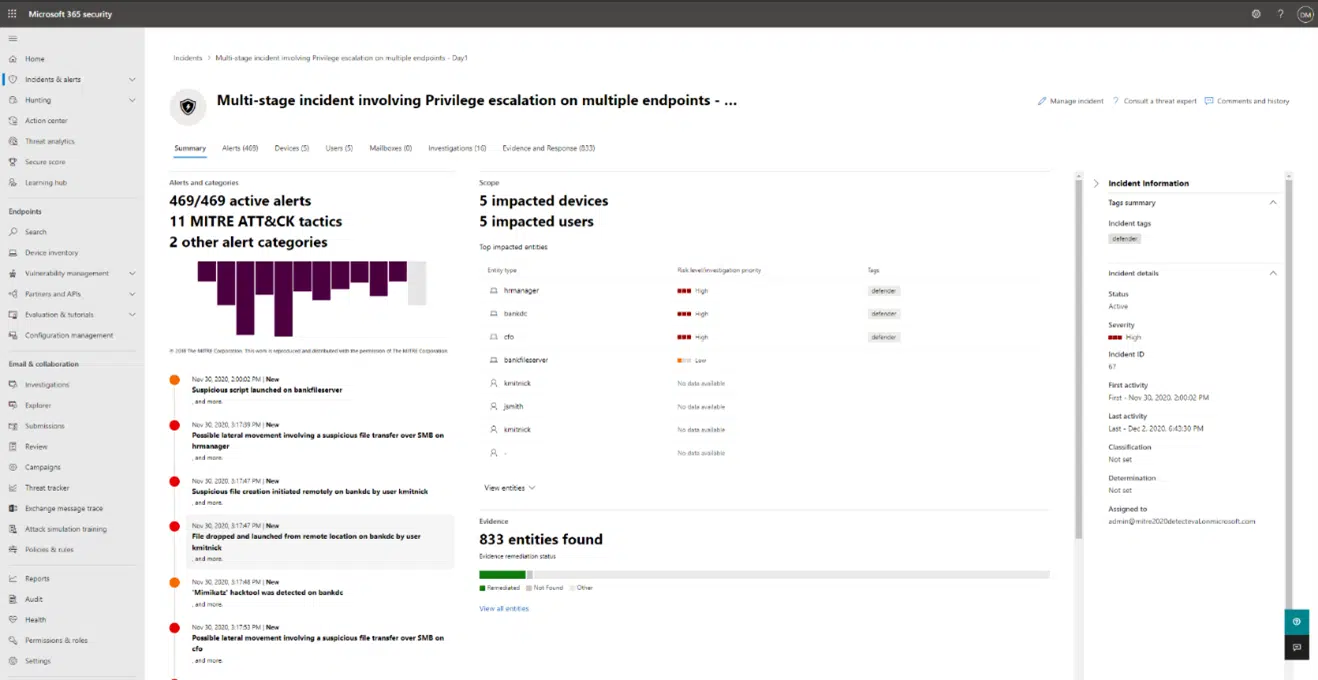 Microsoft 365 security
DM
Home
Incidents & alerts
Hunting
Action center
Threat analytics
Secure score
Learning hub
Endpoints
Search
Device inventory
Vulnerability management
Partners and APIs
Evaluation & tutorials
Configuration management
Email & collaboration
Investigations
Explorer
Submissions
Review
Campaigns
Threat tracker
Exchange message trace
Attack simulation training
Policies & rules
Reports
Audit
Health
Permissions & roles
Settings
Incidents > Multi-stage incident involving Privilege escalation on multiple endpoints - Day1
Multi-stage incident involving Privilege escalation on multiple endpoints - ...
Manage incident ? Consult a threat expert Comments and history
Summary Alerts (469) Devices (5) Users (5) Mailboxes (0) Investigations (16) Evidence and Response (833)
Alerts and categories
469/469 active alerts
11 MITRE ATT&CK tactics
2 other alert categories
© 2018 The MITRE Corporation. This work is reproduced and distributed with the permission of The MITRE Corporation.
Nov 30, 2020, 2:00:02 PM | New
Suspicious script launched on bankfileserver
, and more.
Nov 30, 2020, 3:17:39 PM | New
Possible lateral movement involving a suspicious file transfer over SMB on
hrmanager
, and more.
Nov 30, 2020, 3:17:47 PM | New
Suspicious file creation initiated remotely on bankdc by user kmitnick
, and more.
Nov 30, 2020, 3:17:47 PM | New
File dropped and launched from remote location on bankdc by user
kmitnick
, and more.
Nov 30, 2020, 3:17:48 PM | New
'Mimikatz' hacktool was detected on bankdc
, and more.
Nov 30, 2020, 3:17:53 PM | New
Possible lateral movement involving a suspicious file transfer over SMB on
cfo
, and more.
Scope
5 impacted devices
5 impacted users
Top impacted entities
Entity type Risk level/investigation priority Tags
hrmanager High defender
bankdc High defender
cfo High defender
bankfileserver Low
kmitnick No data available
jsmith No data available
kmitnick No data available
- No data available
View entities
Evidence
833 entities found
Evidence remediation status
Remediated Not Found Other
View all entities
Incident Information
Tags summary
Incident tags
defender
Incident details
Status
Active
Severity
High
Incident ID
67
First activity
First - Nov 30, 2020, 2:00:02 PM
Last activity
Last - Dec 2, 2020, 6:43:30 PM
Classification
Not set
Determination
Not set
Assigned to
admin@mitre2020detecteval.onmicrosoft.com